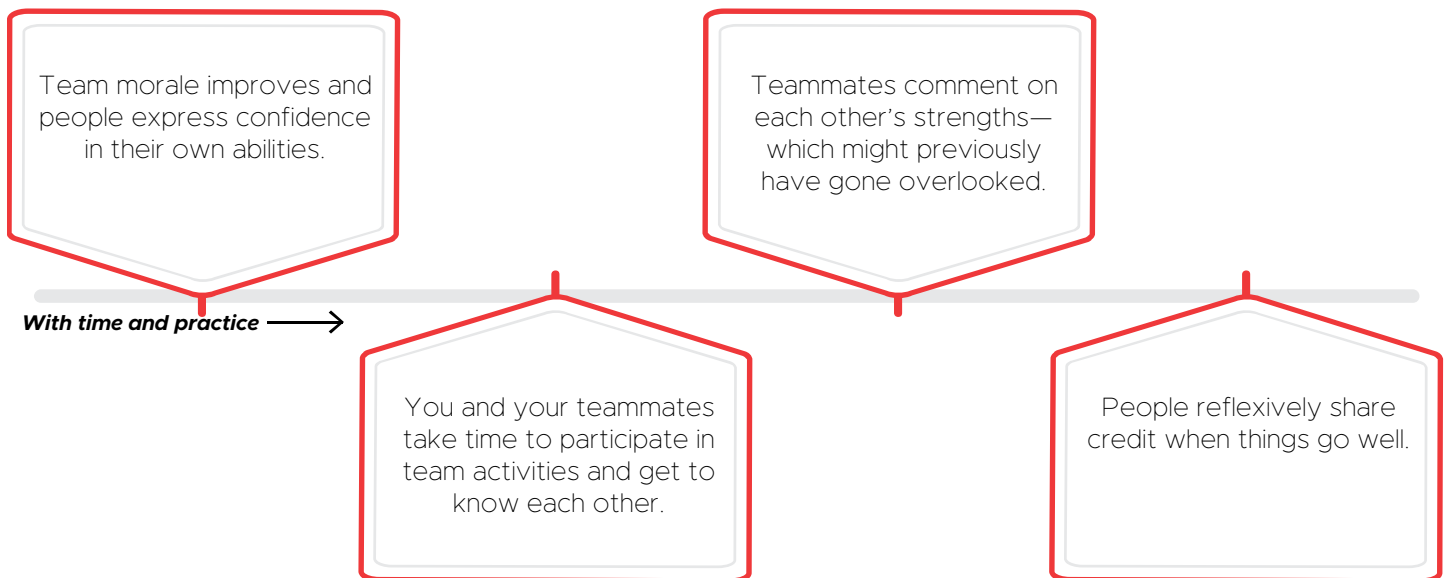 Team morale improves and
people express confidence
in their own abilities.
Teammates comment on
each other’s strengths—
which might previously
have gone overlooked.
With time and practice
You and your teammates
take time to participate in
team activities and get to
know each other.
People reflexively share
credit when things go well.